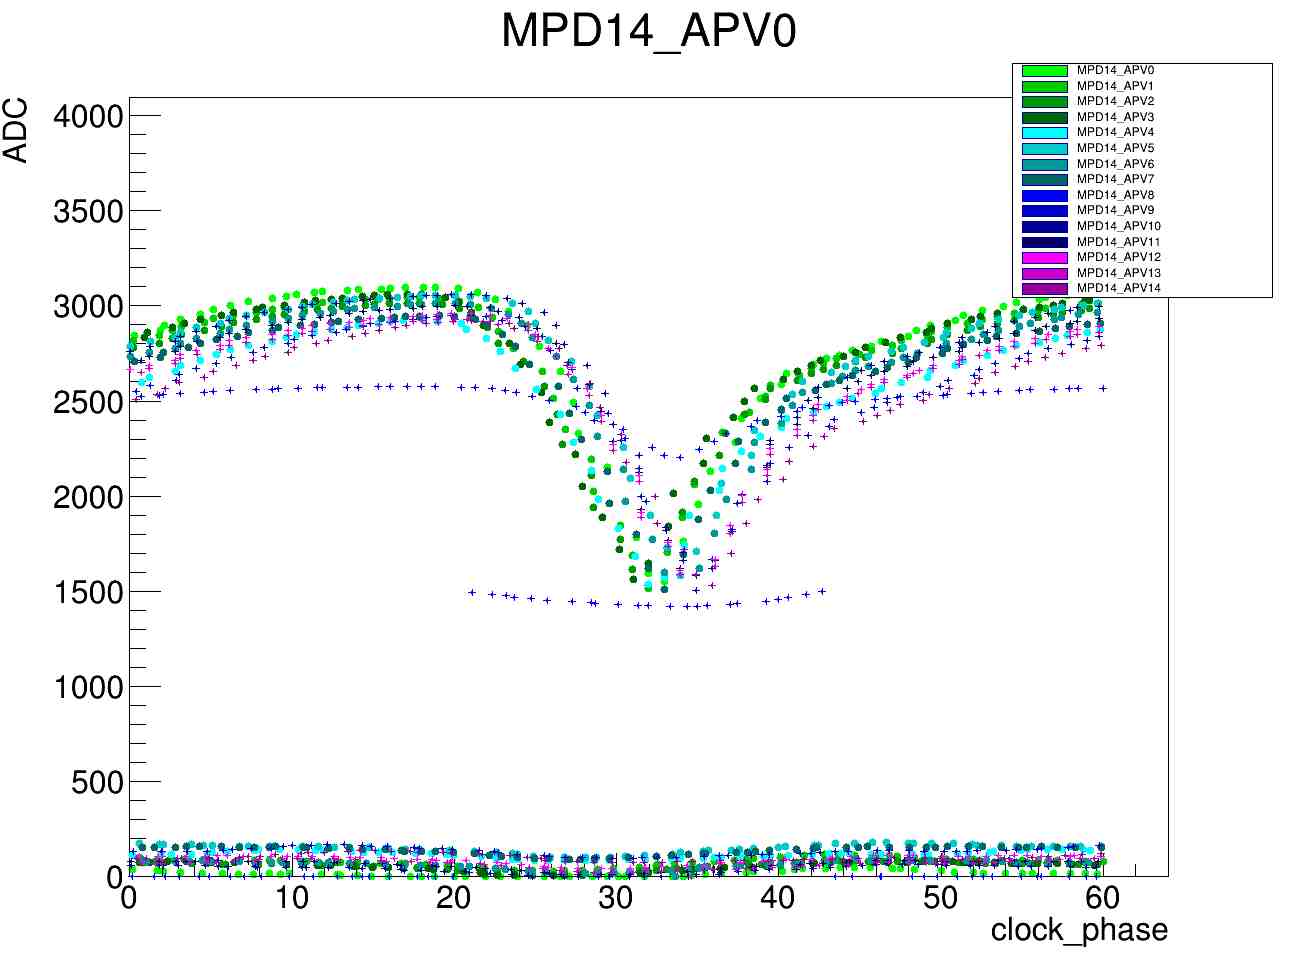 MPD14_APV0
ADC
4000
3500
3000
2500
2000
1500
1000
500
0
0 10 20 30 40 50 60
clock_phase
MPD14_APV0
MPD14_APV1
MPD14_APV2
MPD14_APV3
MPD14_APV4
MPD14_APV5
MPD14_APV6
MPD14_APV7
MPD14_APV8
MPD14_APV9
MPD14_APV10
MPD14_APV11
MPD14_APV12
MPD14_APV13
MPD14_APV14